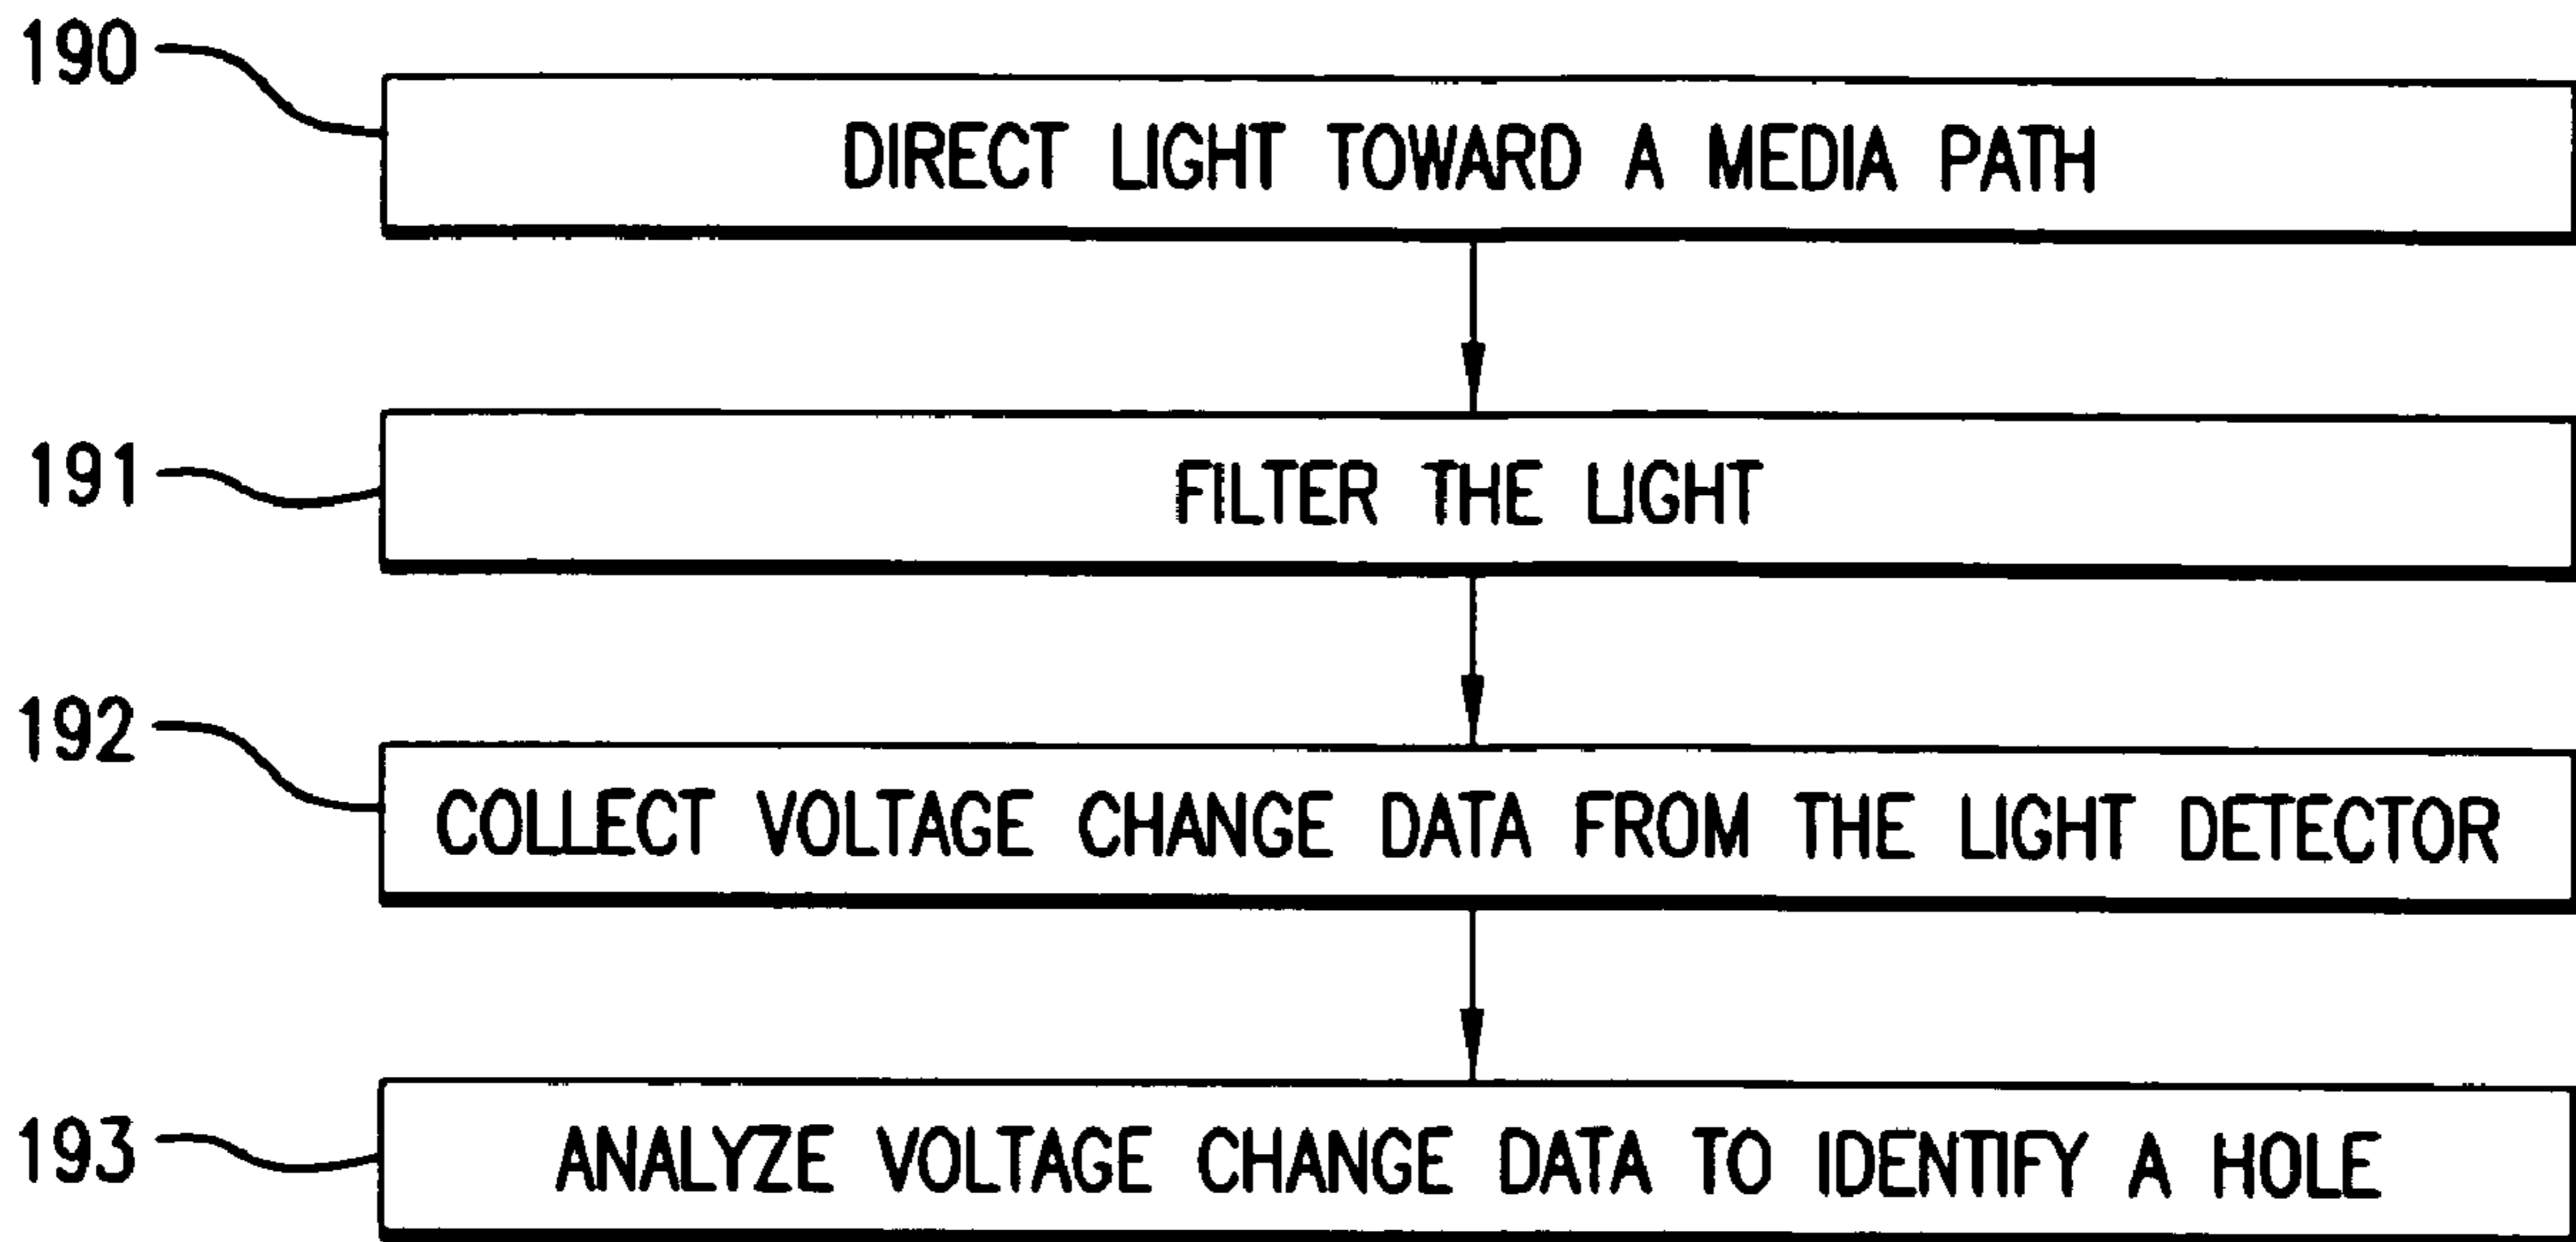 190
DIRECT LIGHT TOWARD A MEDIA PATH
191
FILTER THE LIGHT
192
COLLECT VOLTAGE CHANGE DATA FROM THE LIGHT DETECTOR
193
ANALYZE VOLTAGE CHANGE DATA TO IDENTIFY A HOLE